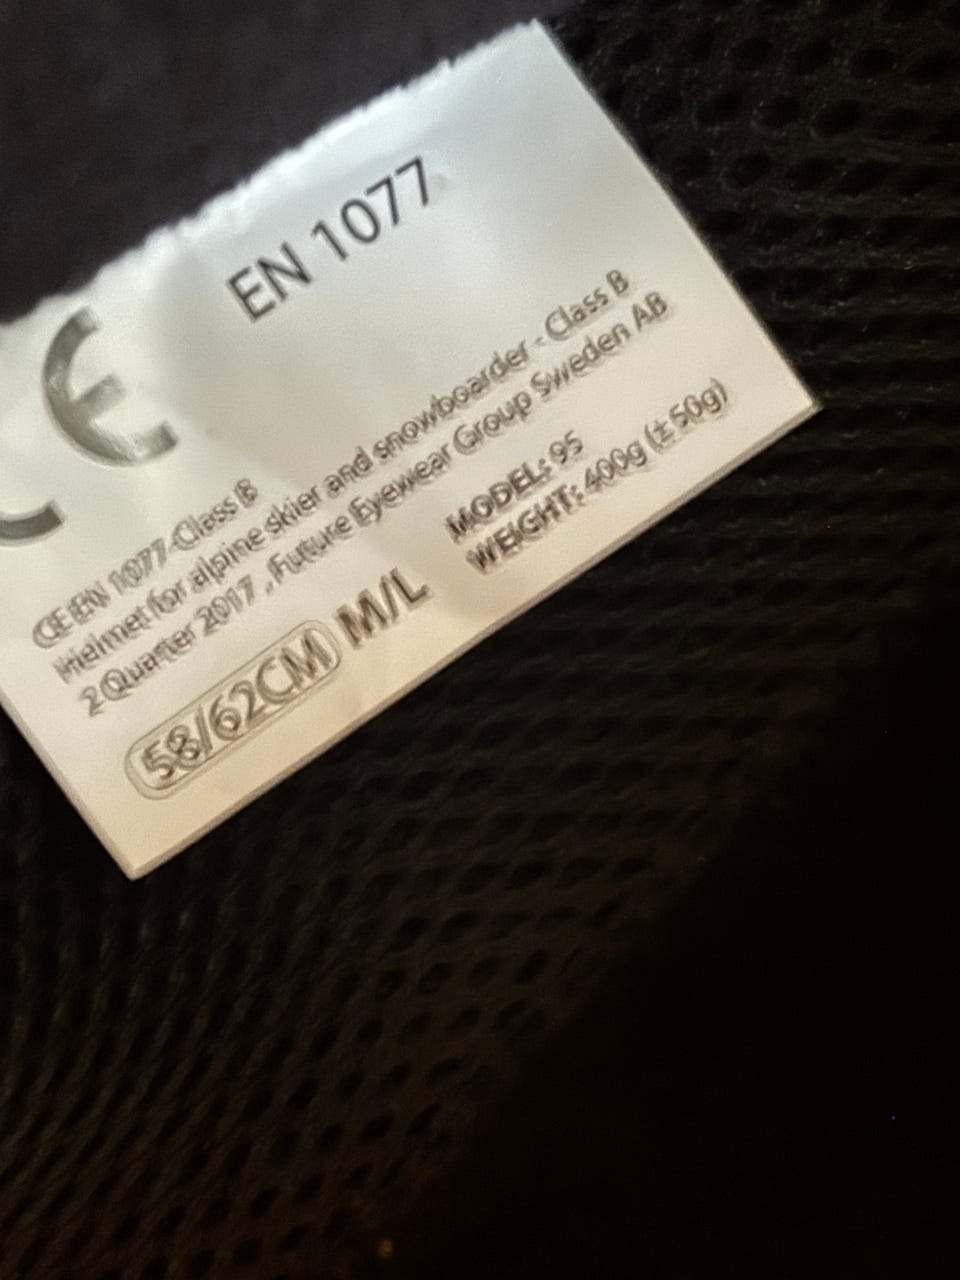 CE
EN 1077
CE EN 1077-Class B
Helmet for alpine skier and snowboarder - Class B
2 Quarter 2017 , Future Eyewear Group Sweden AB
58/62CM M/L
MODEL: 95
WEIGHT: 400g (± 50g)